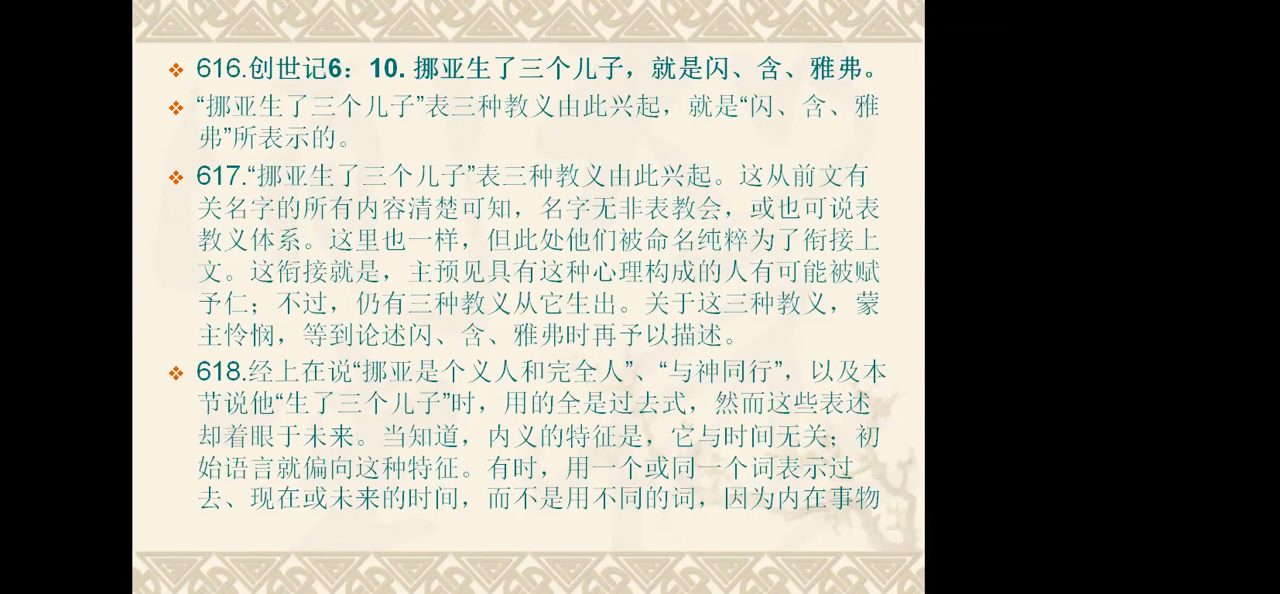 616.创世记6：10. 挪亚生了三个儿子，就是闪、含、雅弗。
“挪亚生了三个儿子”表三种教义由此兴起，就是“闪、含、雅
弗”所表示的。
617.“挪亚生了三个儿子”表三种教义由此兴起。这从前文有
关名字的所有内容清楚可知，名字无非表教会，或也可说表
教义体系。这里也一样，但此处他们被命名纯粹为了衔接上
文。这衔接就是，主预见具有这种心理构成的人有可能被赋
予仁；不过，仍有三种教义从它生出。关于这三种教义，蒙
主怜悯，等到论述闪、含、雅弗时再予以描述。
618.经上在说“挪亚是个义人和完全人”、“与神同行”，以及本
节说他“生了三个儿子”时，用的全是过去式，然而这些表述
却着眼于未来。当知道，内义的特征是，它与时间无关；初
始语言就偏向这种特征。有时，用一个或同一个词表示过
去、现在或未来的时间，而不是用不同的词，因为内在事物